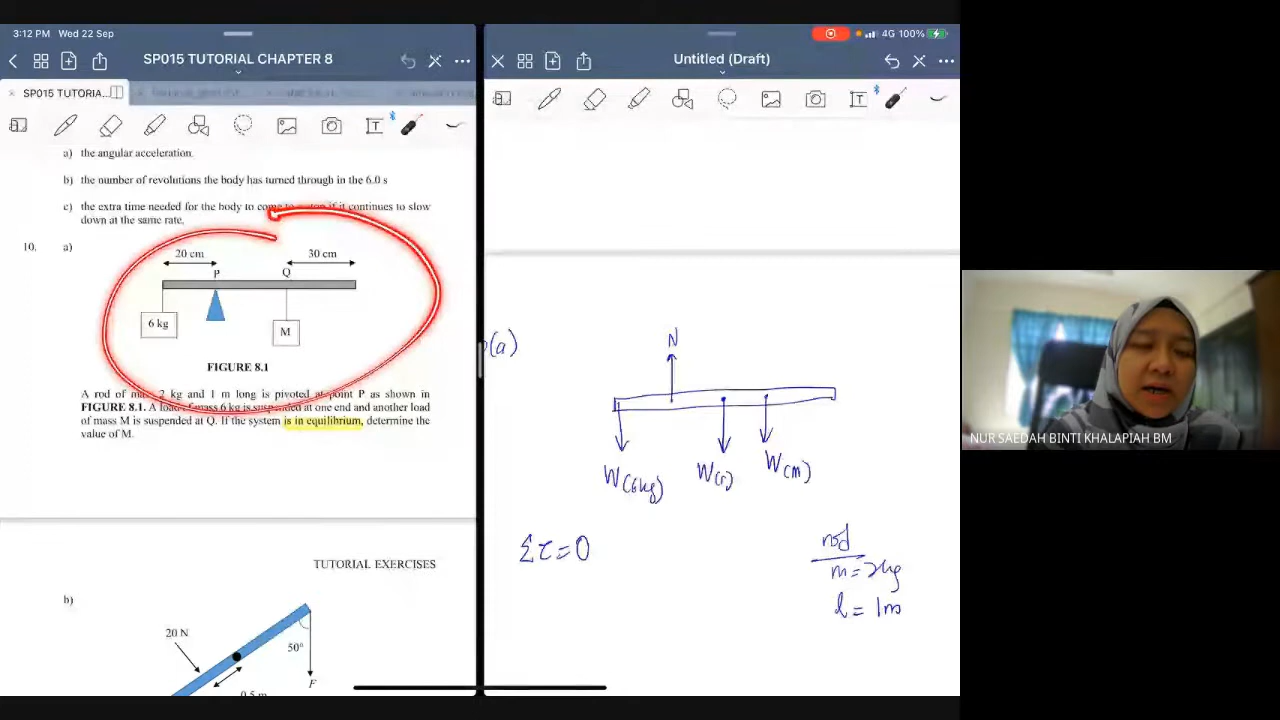 3:12 PM Wed 22 Sep
SP015 TUTORIAL CHAPTER 8
SP015 TUTORIA...
a) the angular acceleration.
b) the number of revolutions the body has turned through in the 6.0 s
c) the extra time needed for the body to come to a stop if it continues to slow
down at the same rate.
10. a)
20 cm
30 cm
P
Q
6 kg
M
FIGURE 8.1
A rod of mass 2 kg and 1 m long is pivoted at point P as shown in
FIGURE 8.1. A load of mass 6 kg is suspended at one end and another load
of mass M is suspended at Q. If the system is in equilibrium, determine the
value of M.
TUTORIAL EXERCISES
b)
20 N
50°
0.5 m
F
4G 100%
Untitled (Draft)
(a)
N
W(6kg)
W(r)
W(m)
Στ=0
rod
m=2kg
l=1m
NUR SAEDAH BINTI KHALAPIAH BM